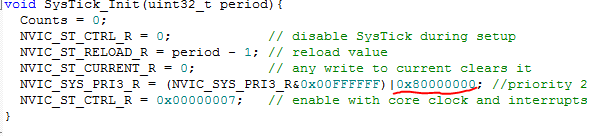 void SysTick_Init(uint32_t period){
Counts = 0;
NVIC_ST_CTRL_R = 0; // disable SysTick during setup
NVIC_ST_RELOAD_R = period - 1; // reload value
NVIC_ST_CURRENT_R = 0; // any write to current clears it
NVIC_SYS_PRI3_R = (NVIC_SYS_PRI3_R&0x00FFFFFF)|0x80000000; //priority 2
NVIC_ST_CTRL_R = 0x00000007; // enable with core clock and interrupts
}